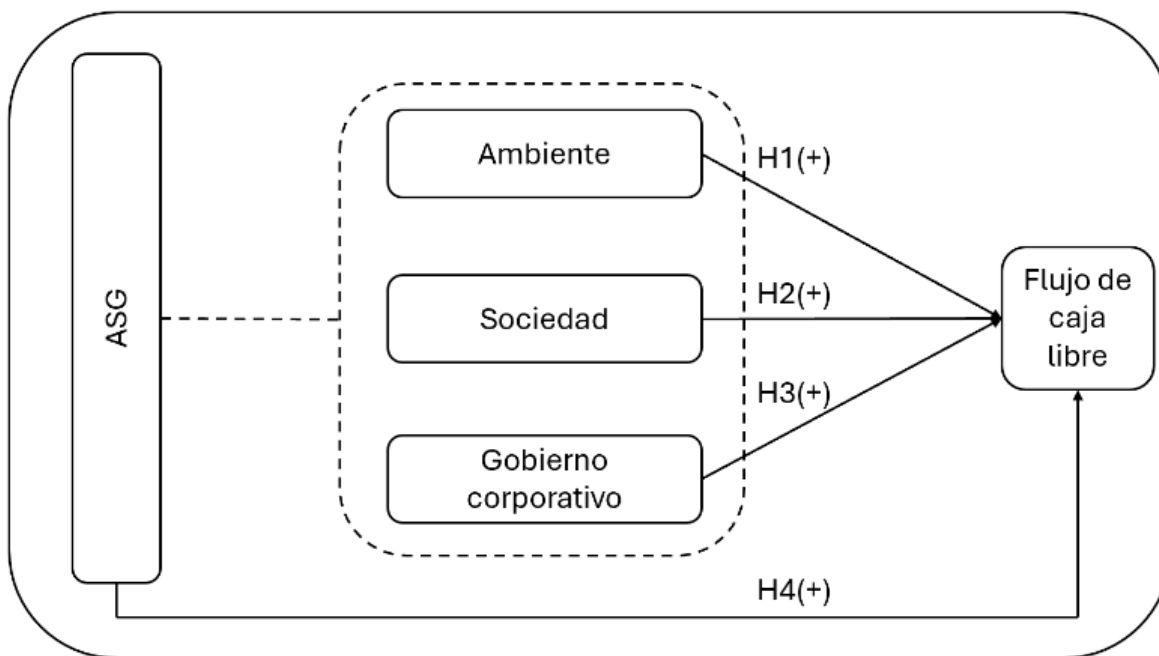 ASG
Ambiente
Sociedad
Gobierno
corporativo
H1(+)
H2(+)
H3(+)
H4(+)
Flujo de
caja
libre